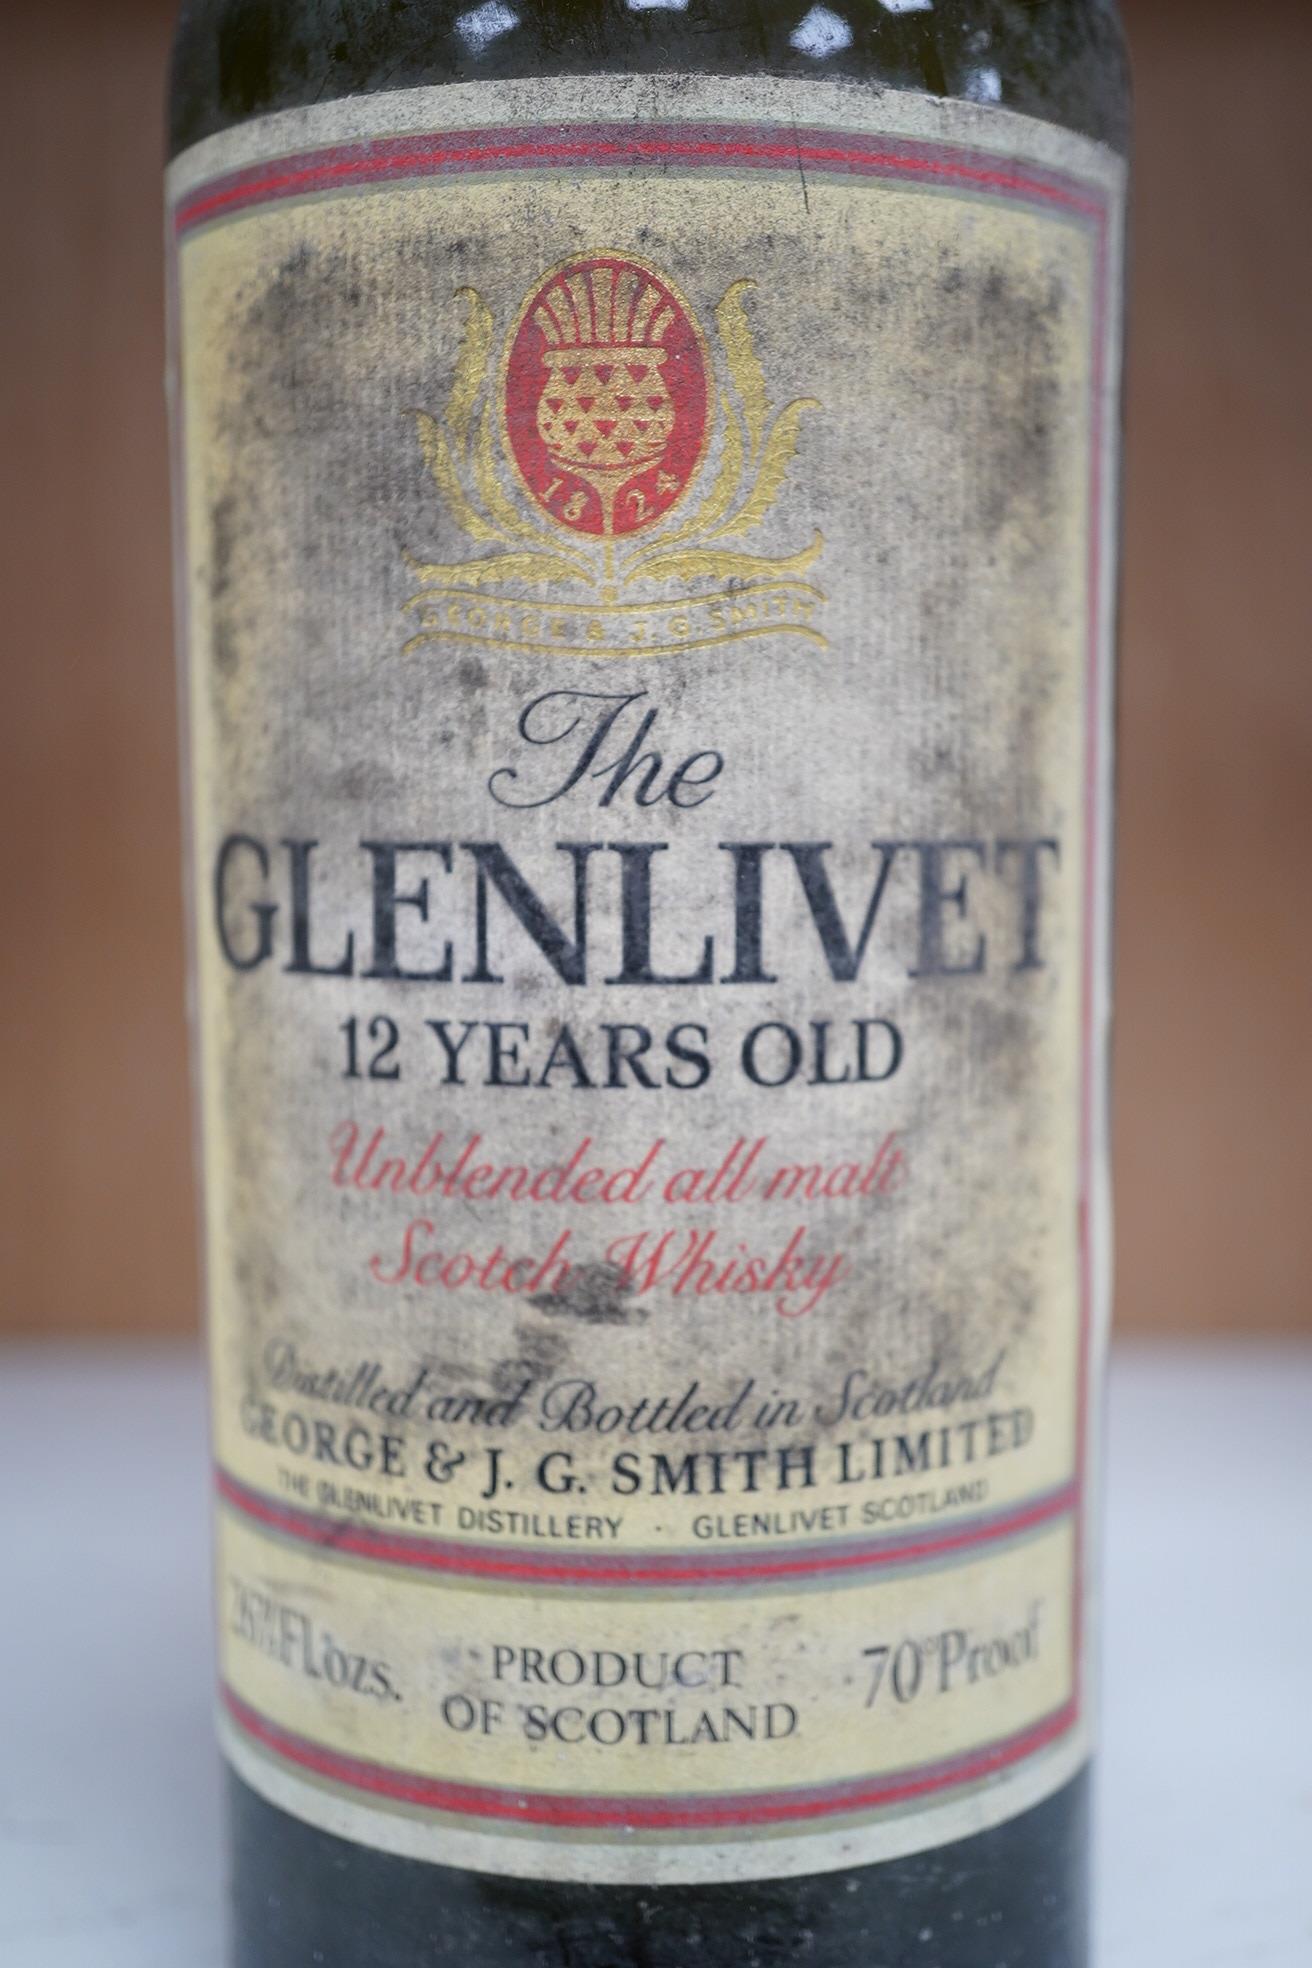 1824
GEORGE & J. G. SMITH
The
GLENLIVET
12 YEARS OLD
Unblended all malt
Scotch Whisky
Distilled and Bottled in Scotland
GEORGE & J. G. SMITH LIMITED
THE GLENLIVET DISTILLERY · GLENLIVET SCOTLAND
Fl.ozs.
PRODUCT
OF SCOTLAND
70°Proof